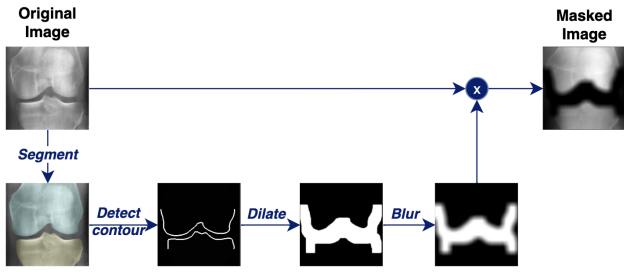 Original
Image
Masked
Image
x
Segment
Detect
contour
Dilate
Blur